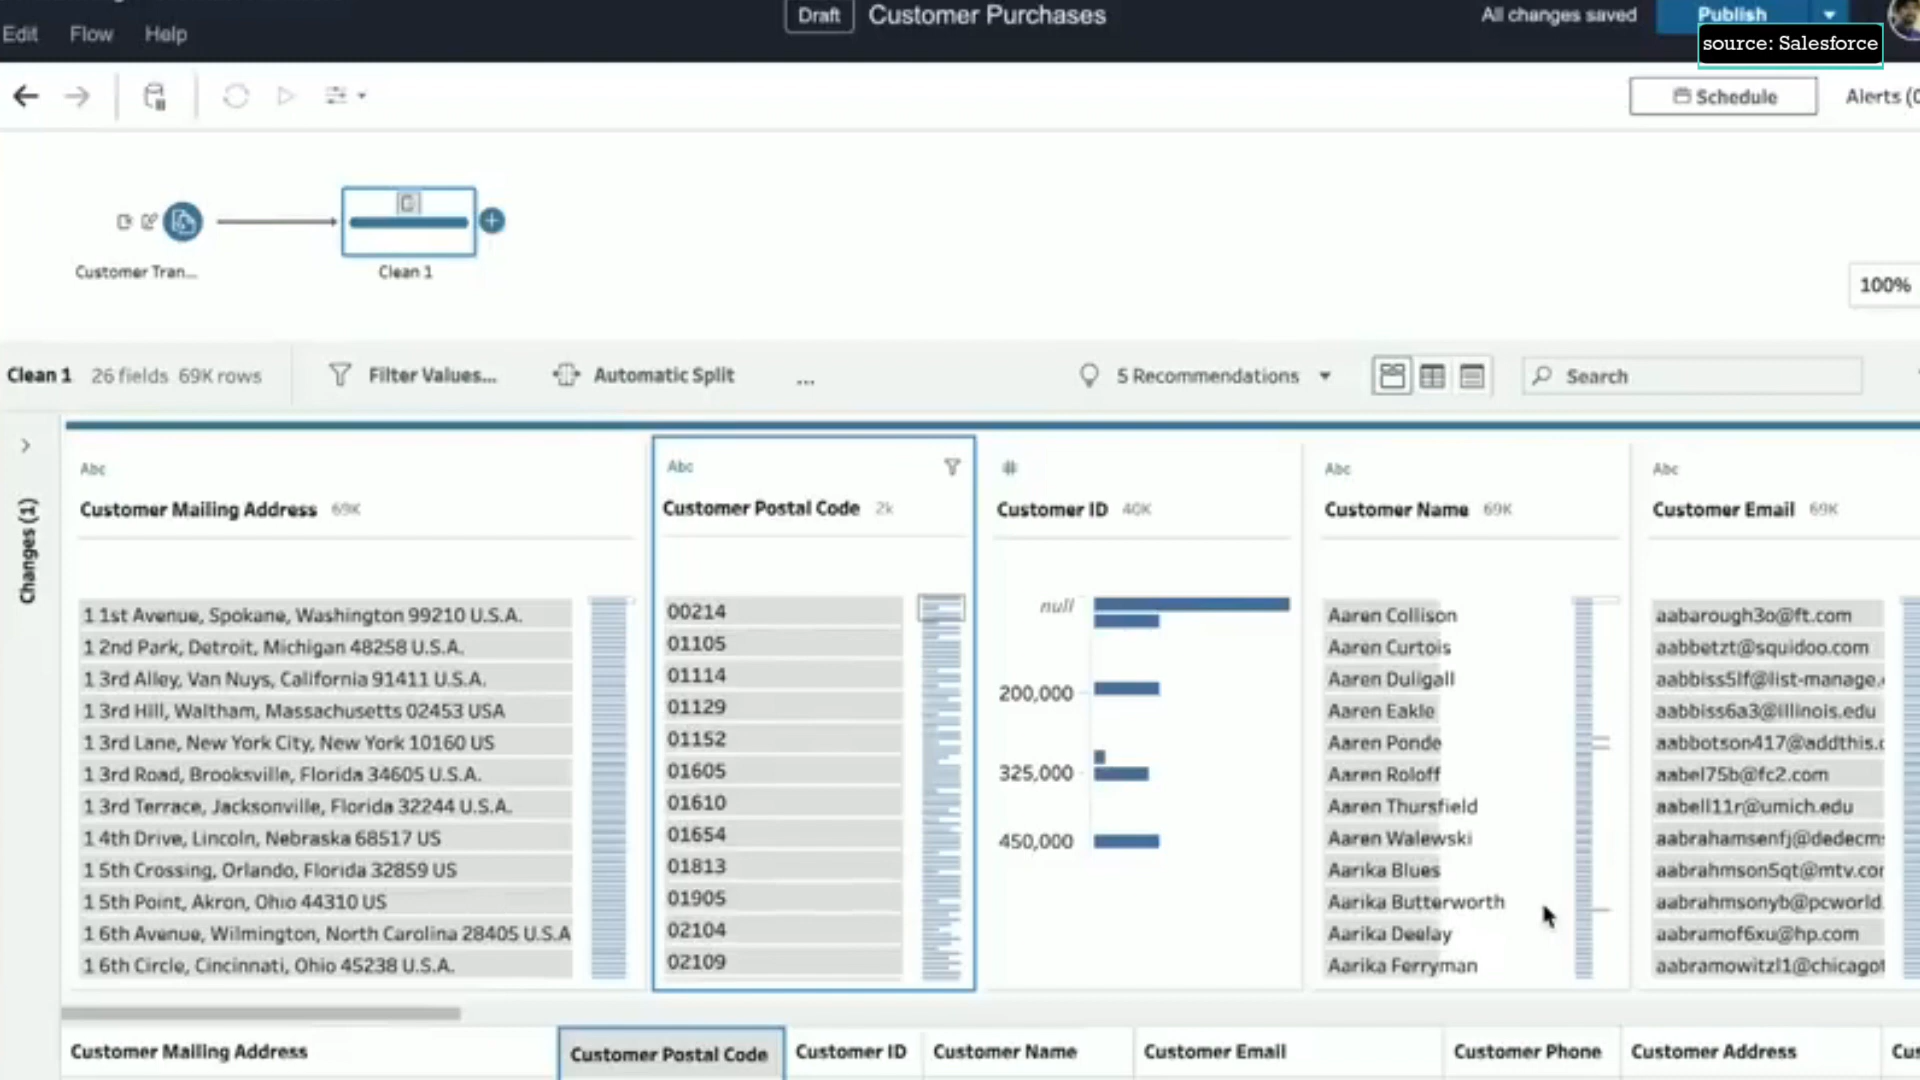 Draft Customer Purchases
All changes saved
Publish
source: Salesforce
Edit Flow Help
Schedule
Customer Tran...
Clean 1
100%
Clean 1 26 fields 69K rows
Filter Values...
Automatic Split
...
5 Recommendations
Search
Changes (1)
Abc
Customer Mailing Address 69K
1 1st Avenue, Spokane, Washington 99210 U.S.A.
1 2nd Park, Detroit, Michigan 48258 U.S.A.
1 3rd Alley, Van Nuys, California 91411 U.S.A.
1 3rd Hill, Waltham, Massachusetts 02453 USA
1 3rd Lane, New York City, New York 10160 US
1 3rd Road, Brooksville, Florida 34605 U.S.A.
1 3rd Terrace, Jacksonville, Florida 32244 U.S.A.
1 4th Drive, Lincoln, Nebraska 68517 US
1 5th Crossing, Orlando, Florida 32859 US
1 5th Point, Akron, Ohio 44310 US
1 6th Avenue, Wilmington, North Carolina 28405 U.S.A
1 6th Circle, Cincinnati, Ohio 45238 U.S.A.
Abc
Customer Postal Code 2k
00214
01105
01114
01129
01152
01605
01610
01654
01813
01905
02104
02109
#
Customer ID 40K
null
200,000
325,000
450,000
Abc
Customer Name 69K
Aaren Collison
Aaren Curtois
Aaren Duligall
Aaren Eakle
Aaren Ponde
Aaren Roloff
Aaren Thursfield
Aaren Walewski
Aarika Blues
Aarika Butterworth
Aarika Deelay
Aarika Ferryman
Abc
Customer Email 69K
aabarough3o@ft.com
aabbetzt@squidoo.com
aabbiss5lf@list-manage.
aabbiss6a3@illinois.edu
aabbotson417@addthis.c
aabel75b@fc2.com
aabell11r@umich.edu
aabrahamsenfj@dedecm
aabrahmson5qt@mtv.co
aabrahmsonyb@pcworld
aabramof6xu@hp.com
aabramowitzl1@chicagot
Customer Mailing Address Customer Postal Code Customer ID Customer Name Customer Email Customer Phone Customer Address
Alerts